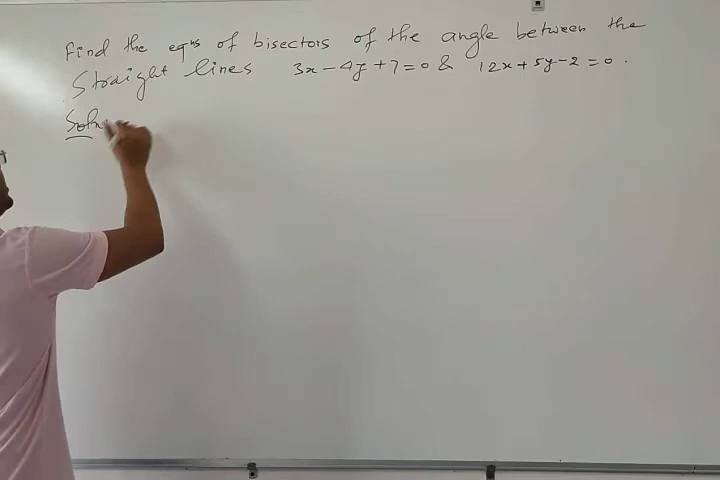 Find the eqns of bisectors of the angle between the
straight lines 3x - 4y + 7 = 0 & 12x + 5y - 2 = 0 .
Soln